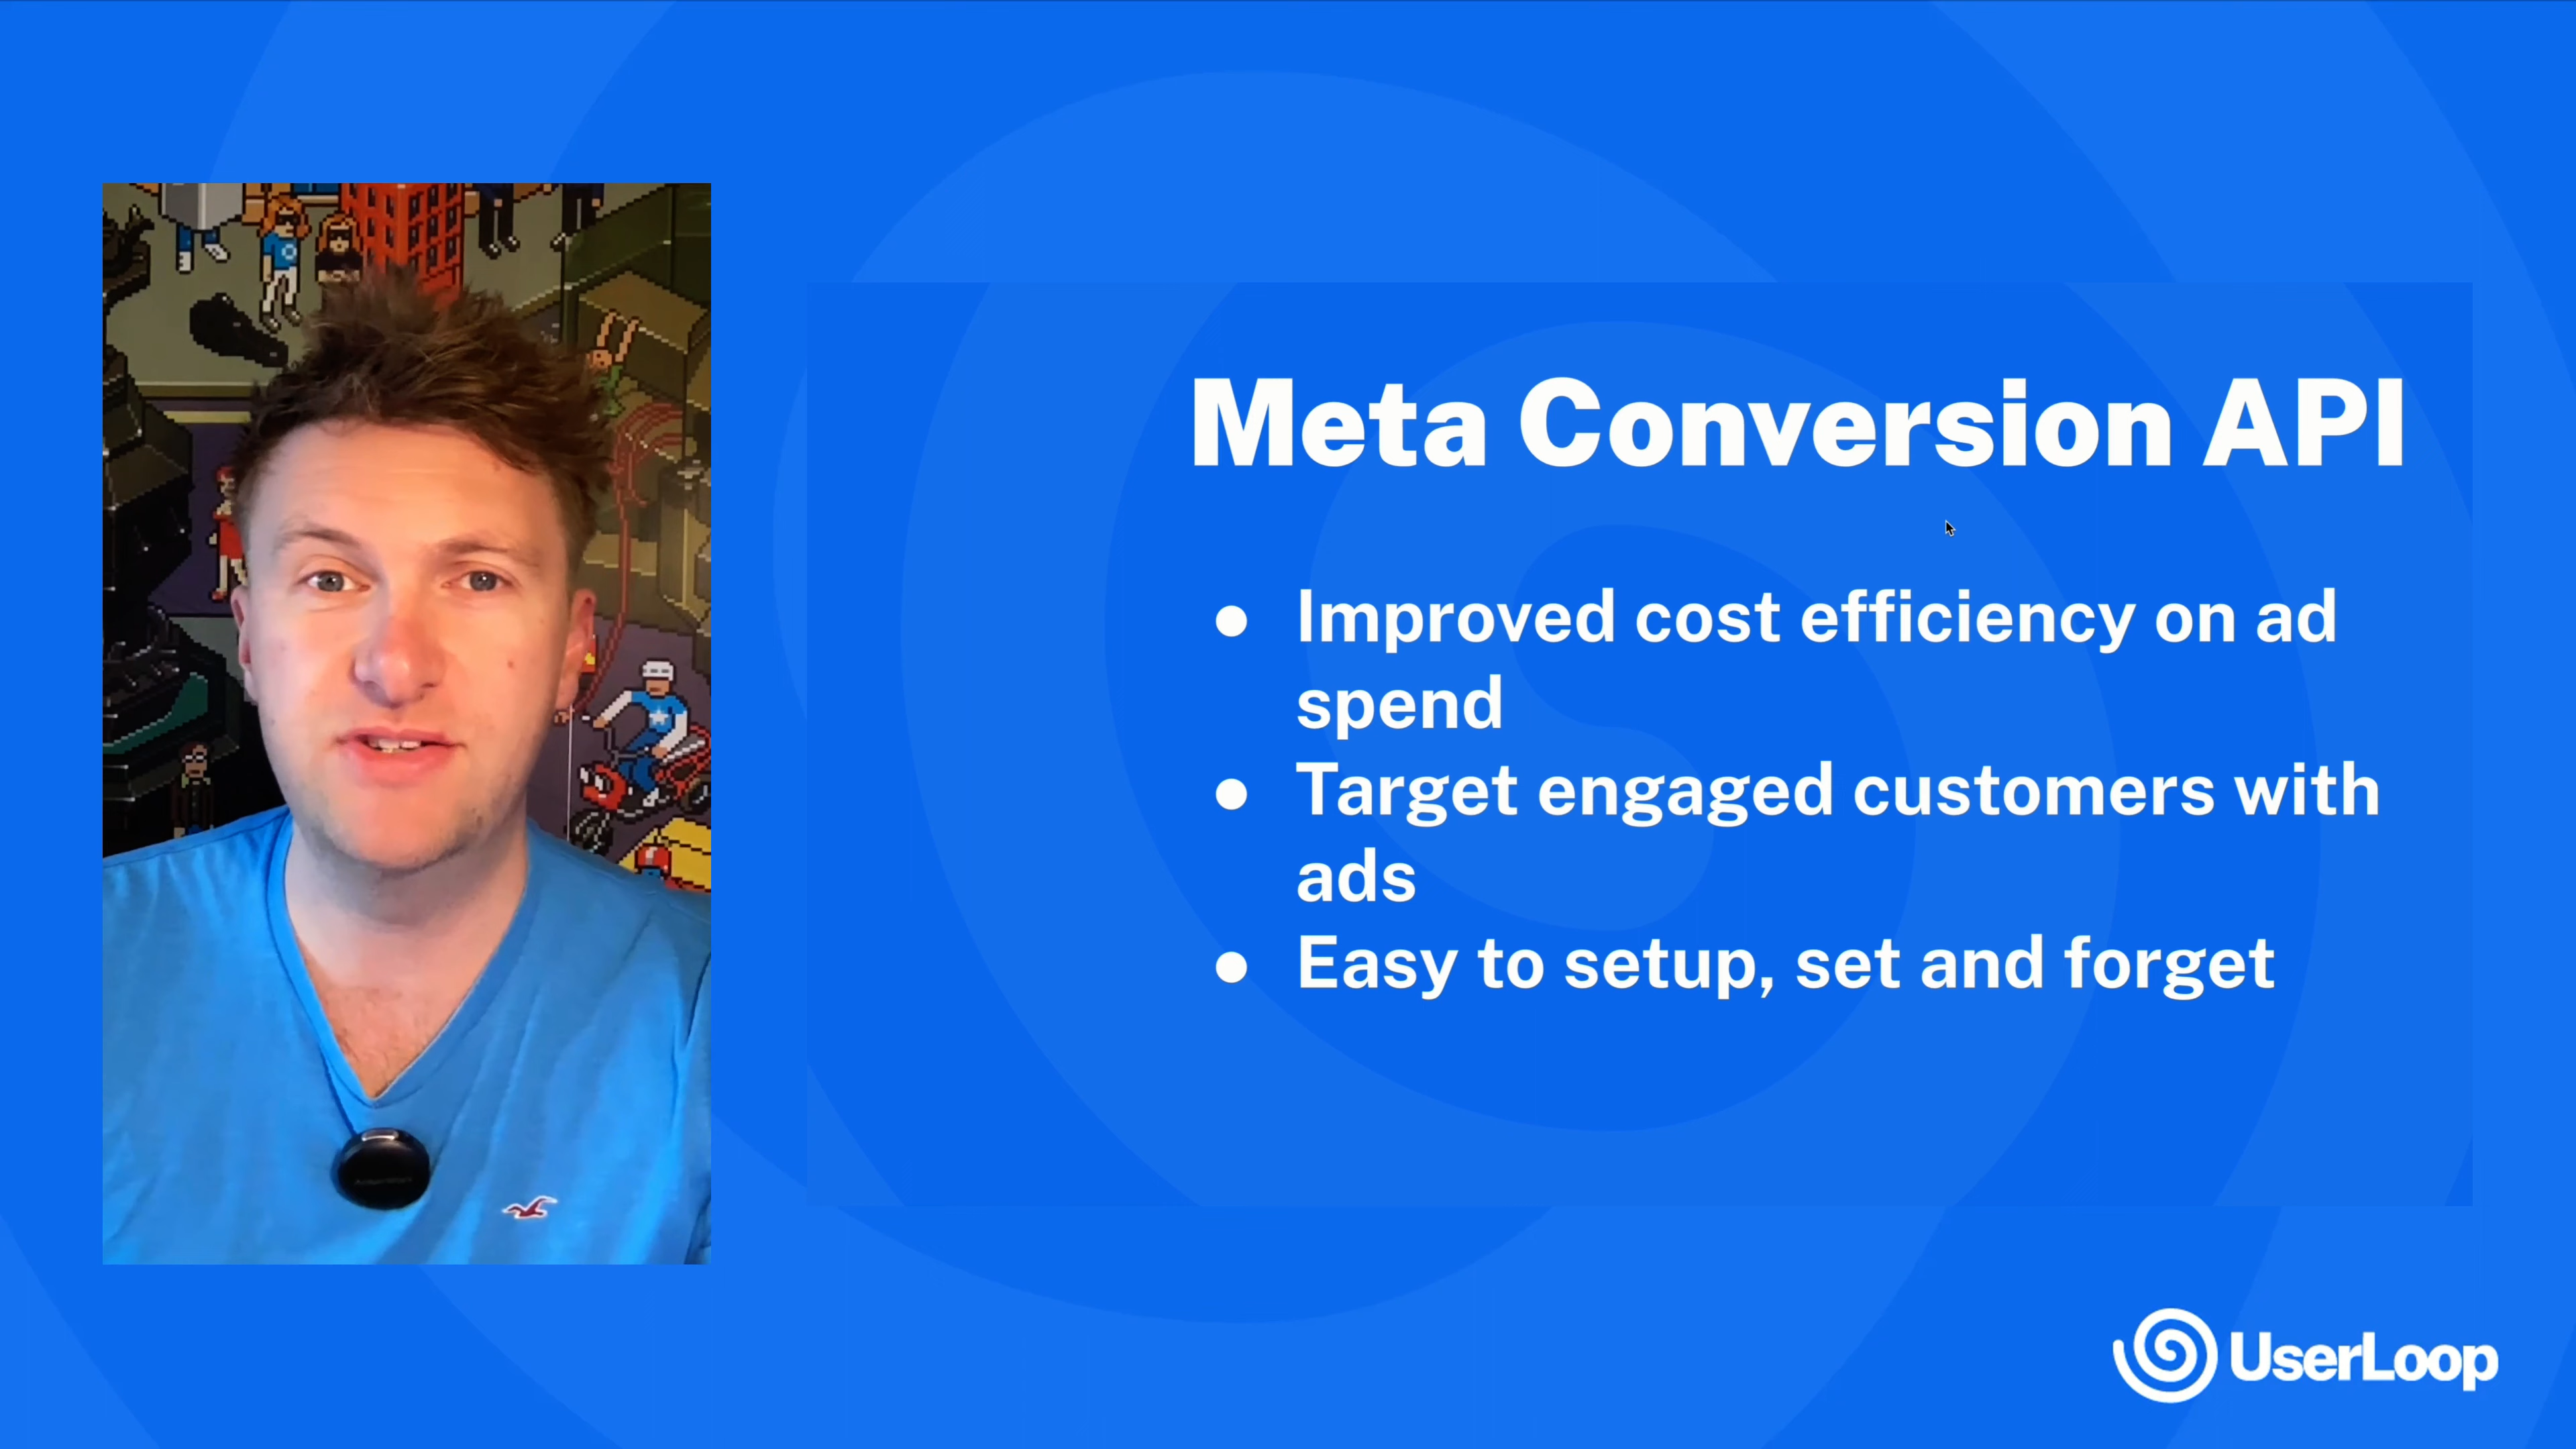 Meta Conversion API
● Improved cost efficiency on ad
spend
● Target engaged customers with
ads
● Easy to setup, set and forget
UserLoop